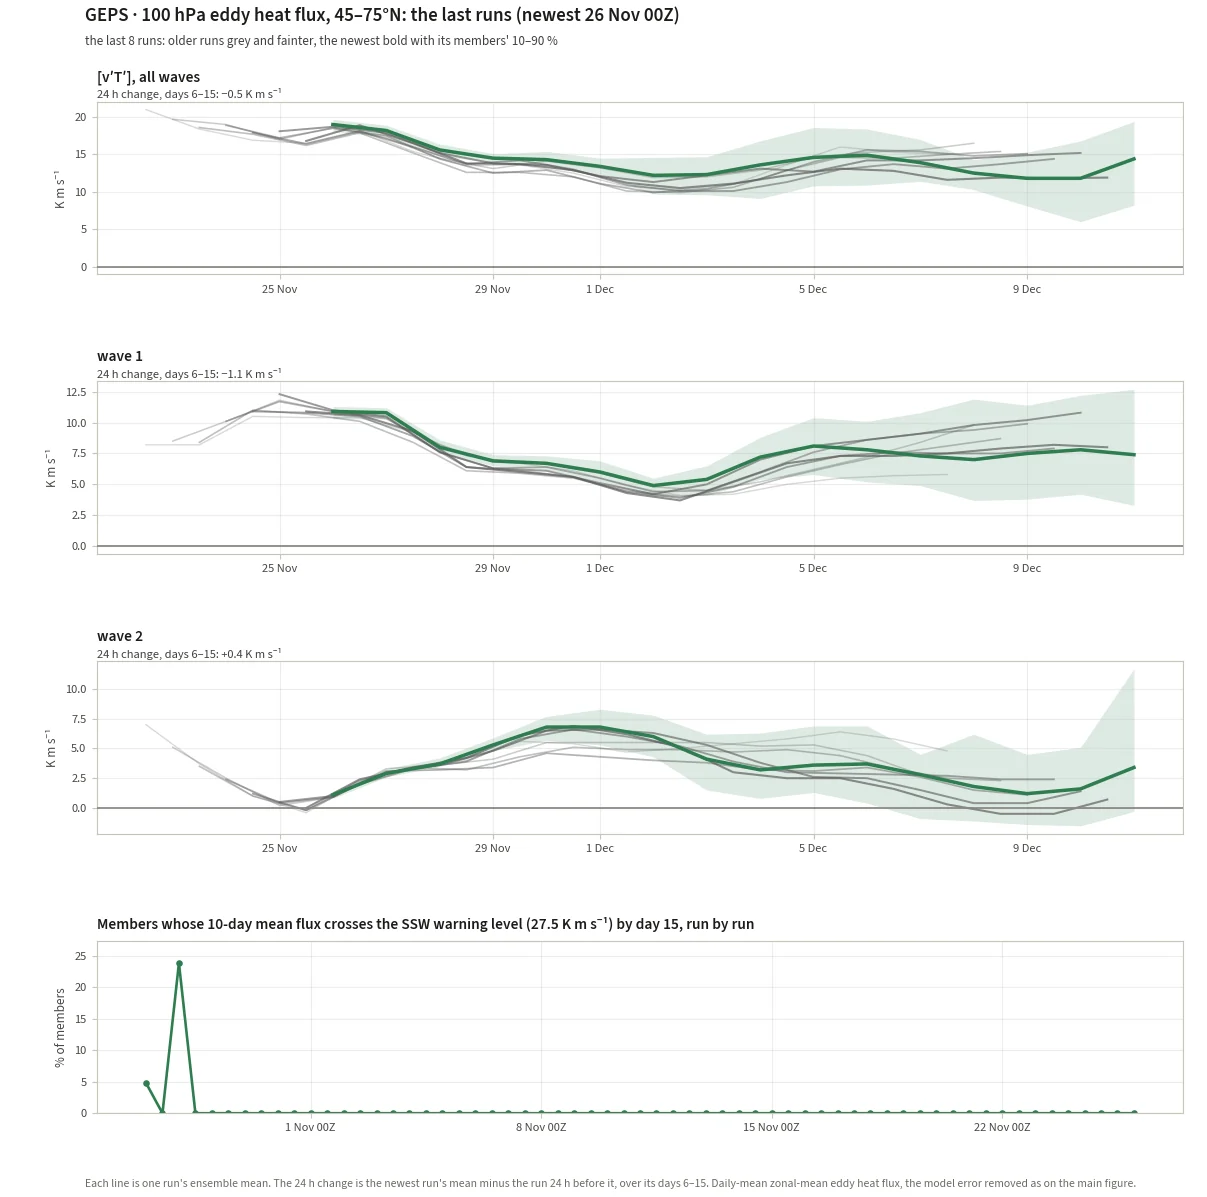 GEPS · 100 hPa eddy heat flux, 45–75°N: the last runs (newest 26 Nov 00Z)
the last 8 runs: older runs grey and fainter, the newest bold with its members' 10–90 %
[v′T′], all waves
24 h change, days 6–15: −0.5 K m s⁻¹
20
15
10
5
0
K m s⁻¹
25 Nov
29 Nov
1 Dec
5 Dec
9 Dec
wave 1
24 h change, days 6–15: −1.1 K m s⁻¹
12.5
10.0
7.5
5.0
2.5
0.0
K m s⁻¹
25 Nov
29 Nov
1 Dec
5 Dec
9 Dec
wave 2
24 h change, days 6–15: +0.4 K m s⁻¹
10.0
7.5
5.0
2.5
0.0
K m s⁻¹
25 Nov
29 Nov
1 Dec
5 Dec
9 Dec
Members whose 10-day mean flux crosses the SSW warning level (27.5 K m s⁻¹) by day 15, run by run
25
20
15
10
5
0
% of members
1 Nov 00Z
8 Nov 00Z
15 Nov 00Z
22 Nov 00Z
Each line is one run's ensemble mean. The 24 h change is the newest run's mean minus the run 24 h before it, over its days 6–15. Daily-mean zonal-mean eddy heat flux, the model error removed as on the main figure.